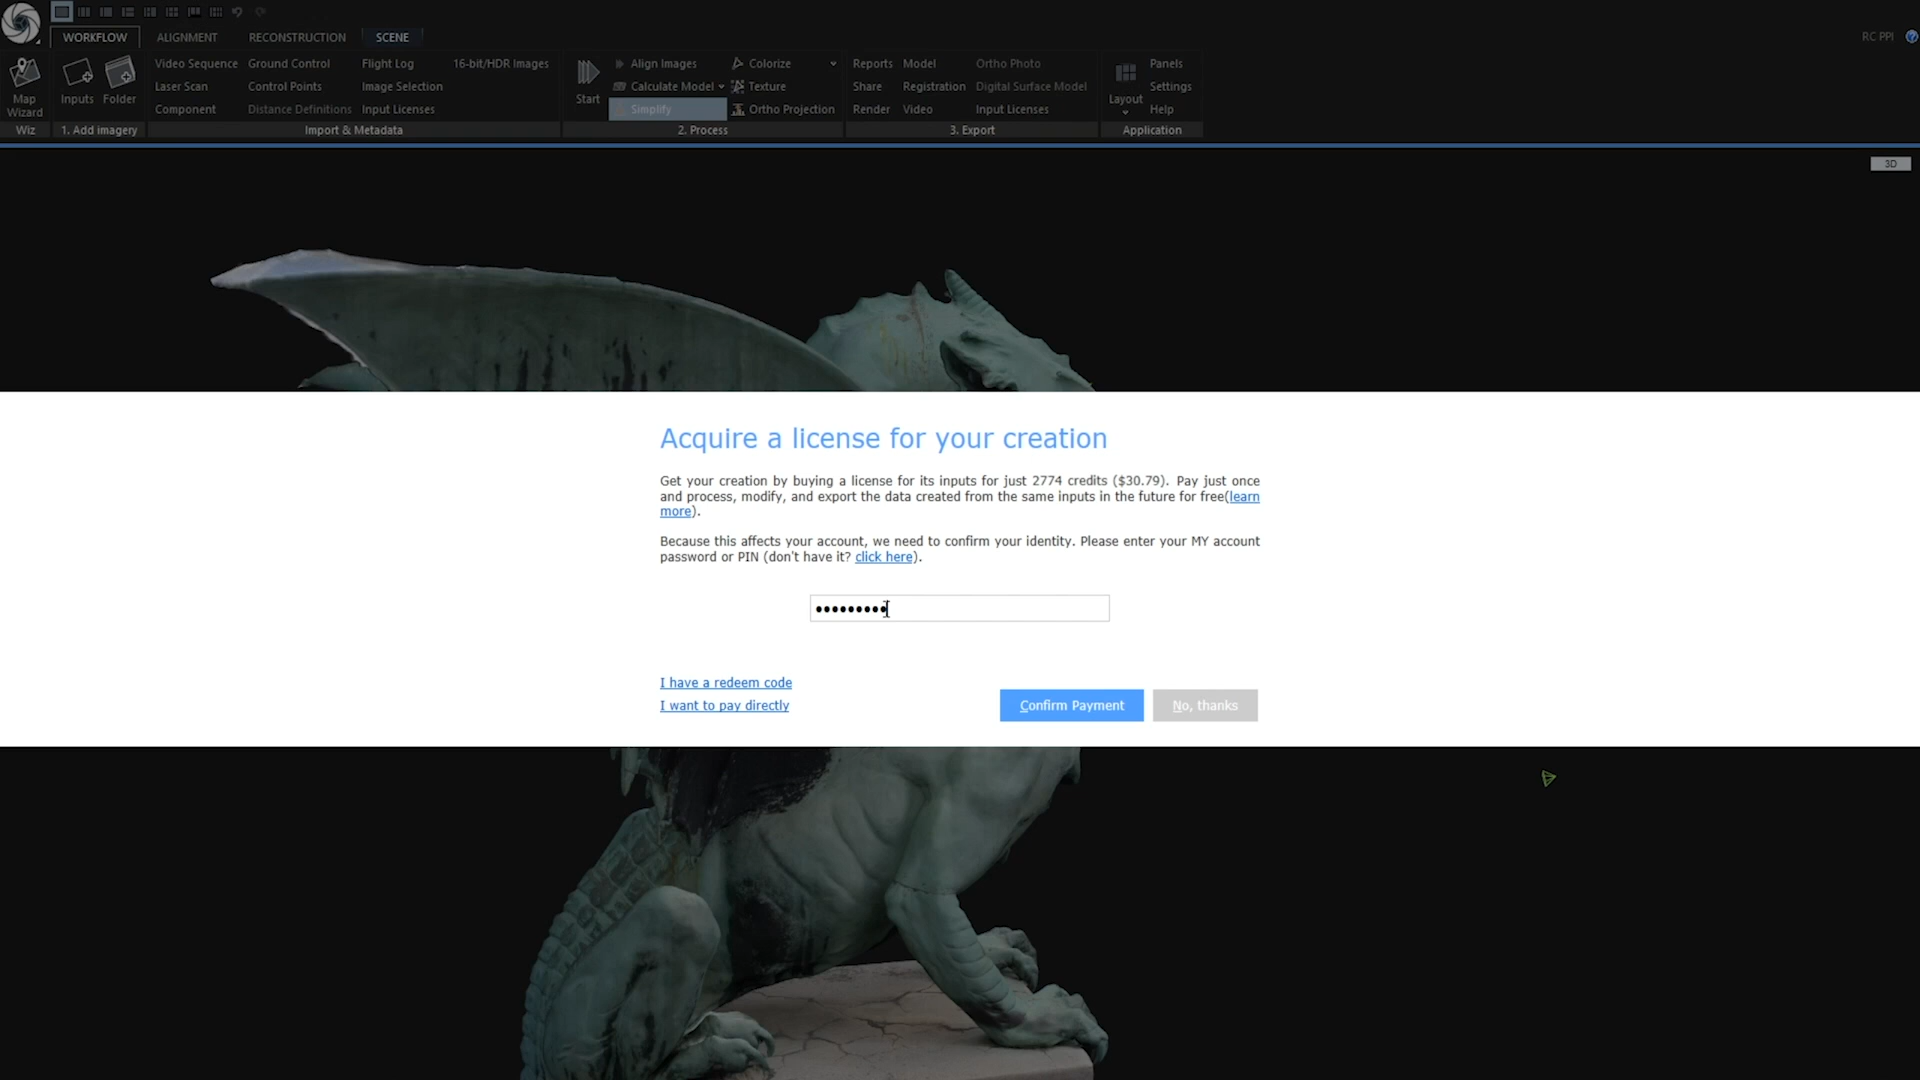 WORKFLOW ALIGNMENT RECONSTRUCTION SCENE
RC PPI
Map Wizard
Wiz
Inputs Folder
1. Add imagery
Video Sequence Ground Control Flight Log 16-bit/HDR Images
Laser Scan Control Points Image Selection
Component Distance Definitions Input Licenses
Import & Metadata
Start
Align Images Colorize
Calculate Model Texture
Simplify Ortho Projection
2. Process
Reports Model Ortho Photo
Share Registration Digital Surface Model
Render Video Input Licenses
3. Export
Layout
Panels
Settings
Help
Application
3D
Acquire a license for your creation
Get your creation by buying a license for its inputs for just 2774 credits ($30.79). Pay just once
and process, modify, and export the data created from the same inputs in the future for free(learn
more).
Because this affects your account, we need to confirm your identity. Please enter your MY account
password or PIN (don't have it? click here).
•••••••••
I have a redeem code
I want to pay directly
Confirm Payment No, thanks